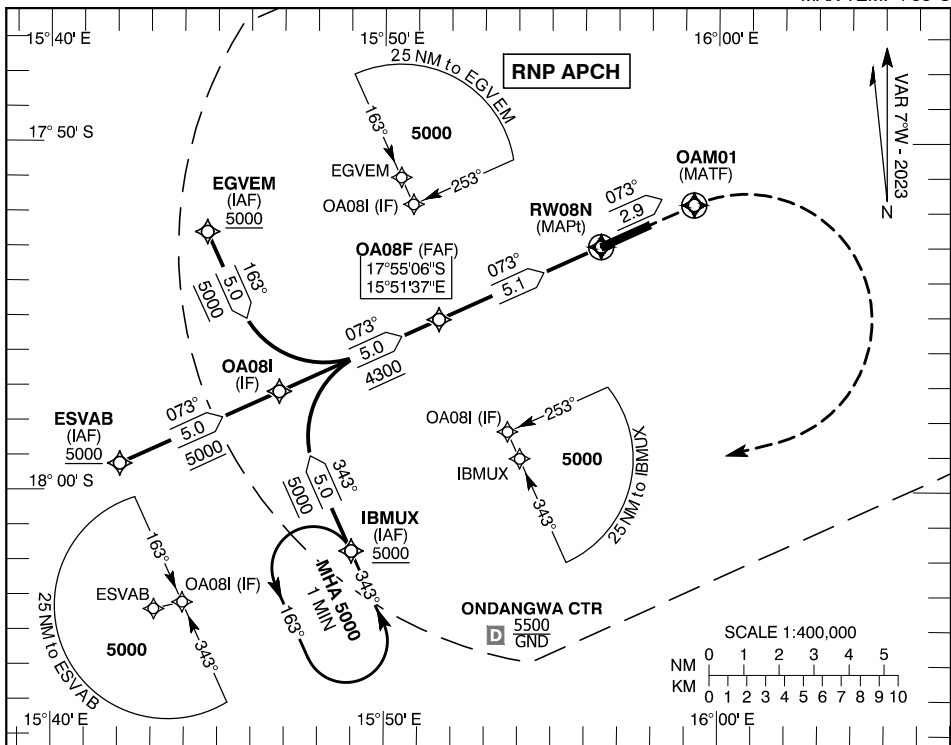 15°40' E
15°50' E
16°00' E
25 NM to EGVEM
RNP APCH
VAR 7°W - 2023
N
17°50' S
163°
5000
EGVEM
OA08I (IF)
253°
EGVEM
(IAF)
5000
OAM01
(MATF)
073°
2.9
RW08N
(MAPt)
OA08F (FAF)
17°55'06"S
15°51'37"E
163°
5.0
5000
073°
5.1
073°
5.0
4300
OA08I
(IF)
ESVAB
(IAF)
5000
073°
5.0
5000
OA08I (IF)
253°
5000
IBMUX
343°
25 NM to IBMUX
18°00' S
343°
5.0
5000
IBMUX
(IAF)
5000
343°
MHA 5000
1 MIN
163°
163°
ESVAB
OA08I (IF)
5000
343°
25 NM to ESVAB
ONDANGWA CTR
D 5500
GND
SCALE 1:400,000
NM 0 1 2 3 4 5
KM 0 1 2 3 4 5 6 7 8 9 10
15°40' E
15°50' E
16°00' E